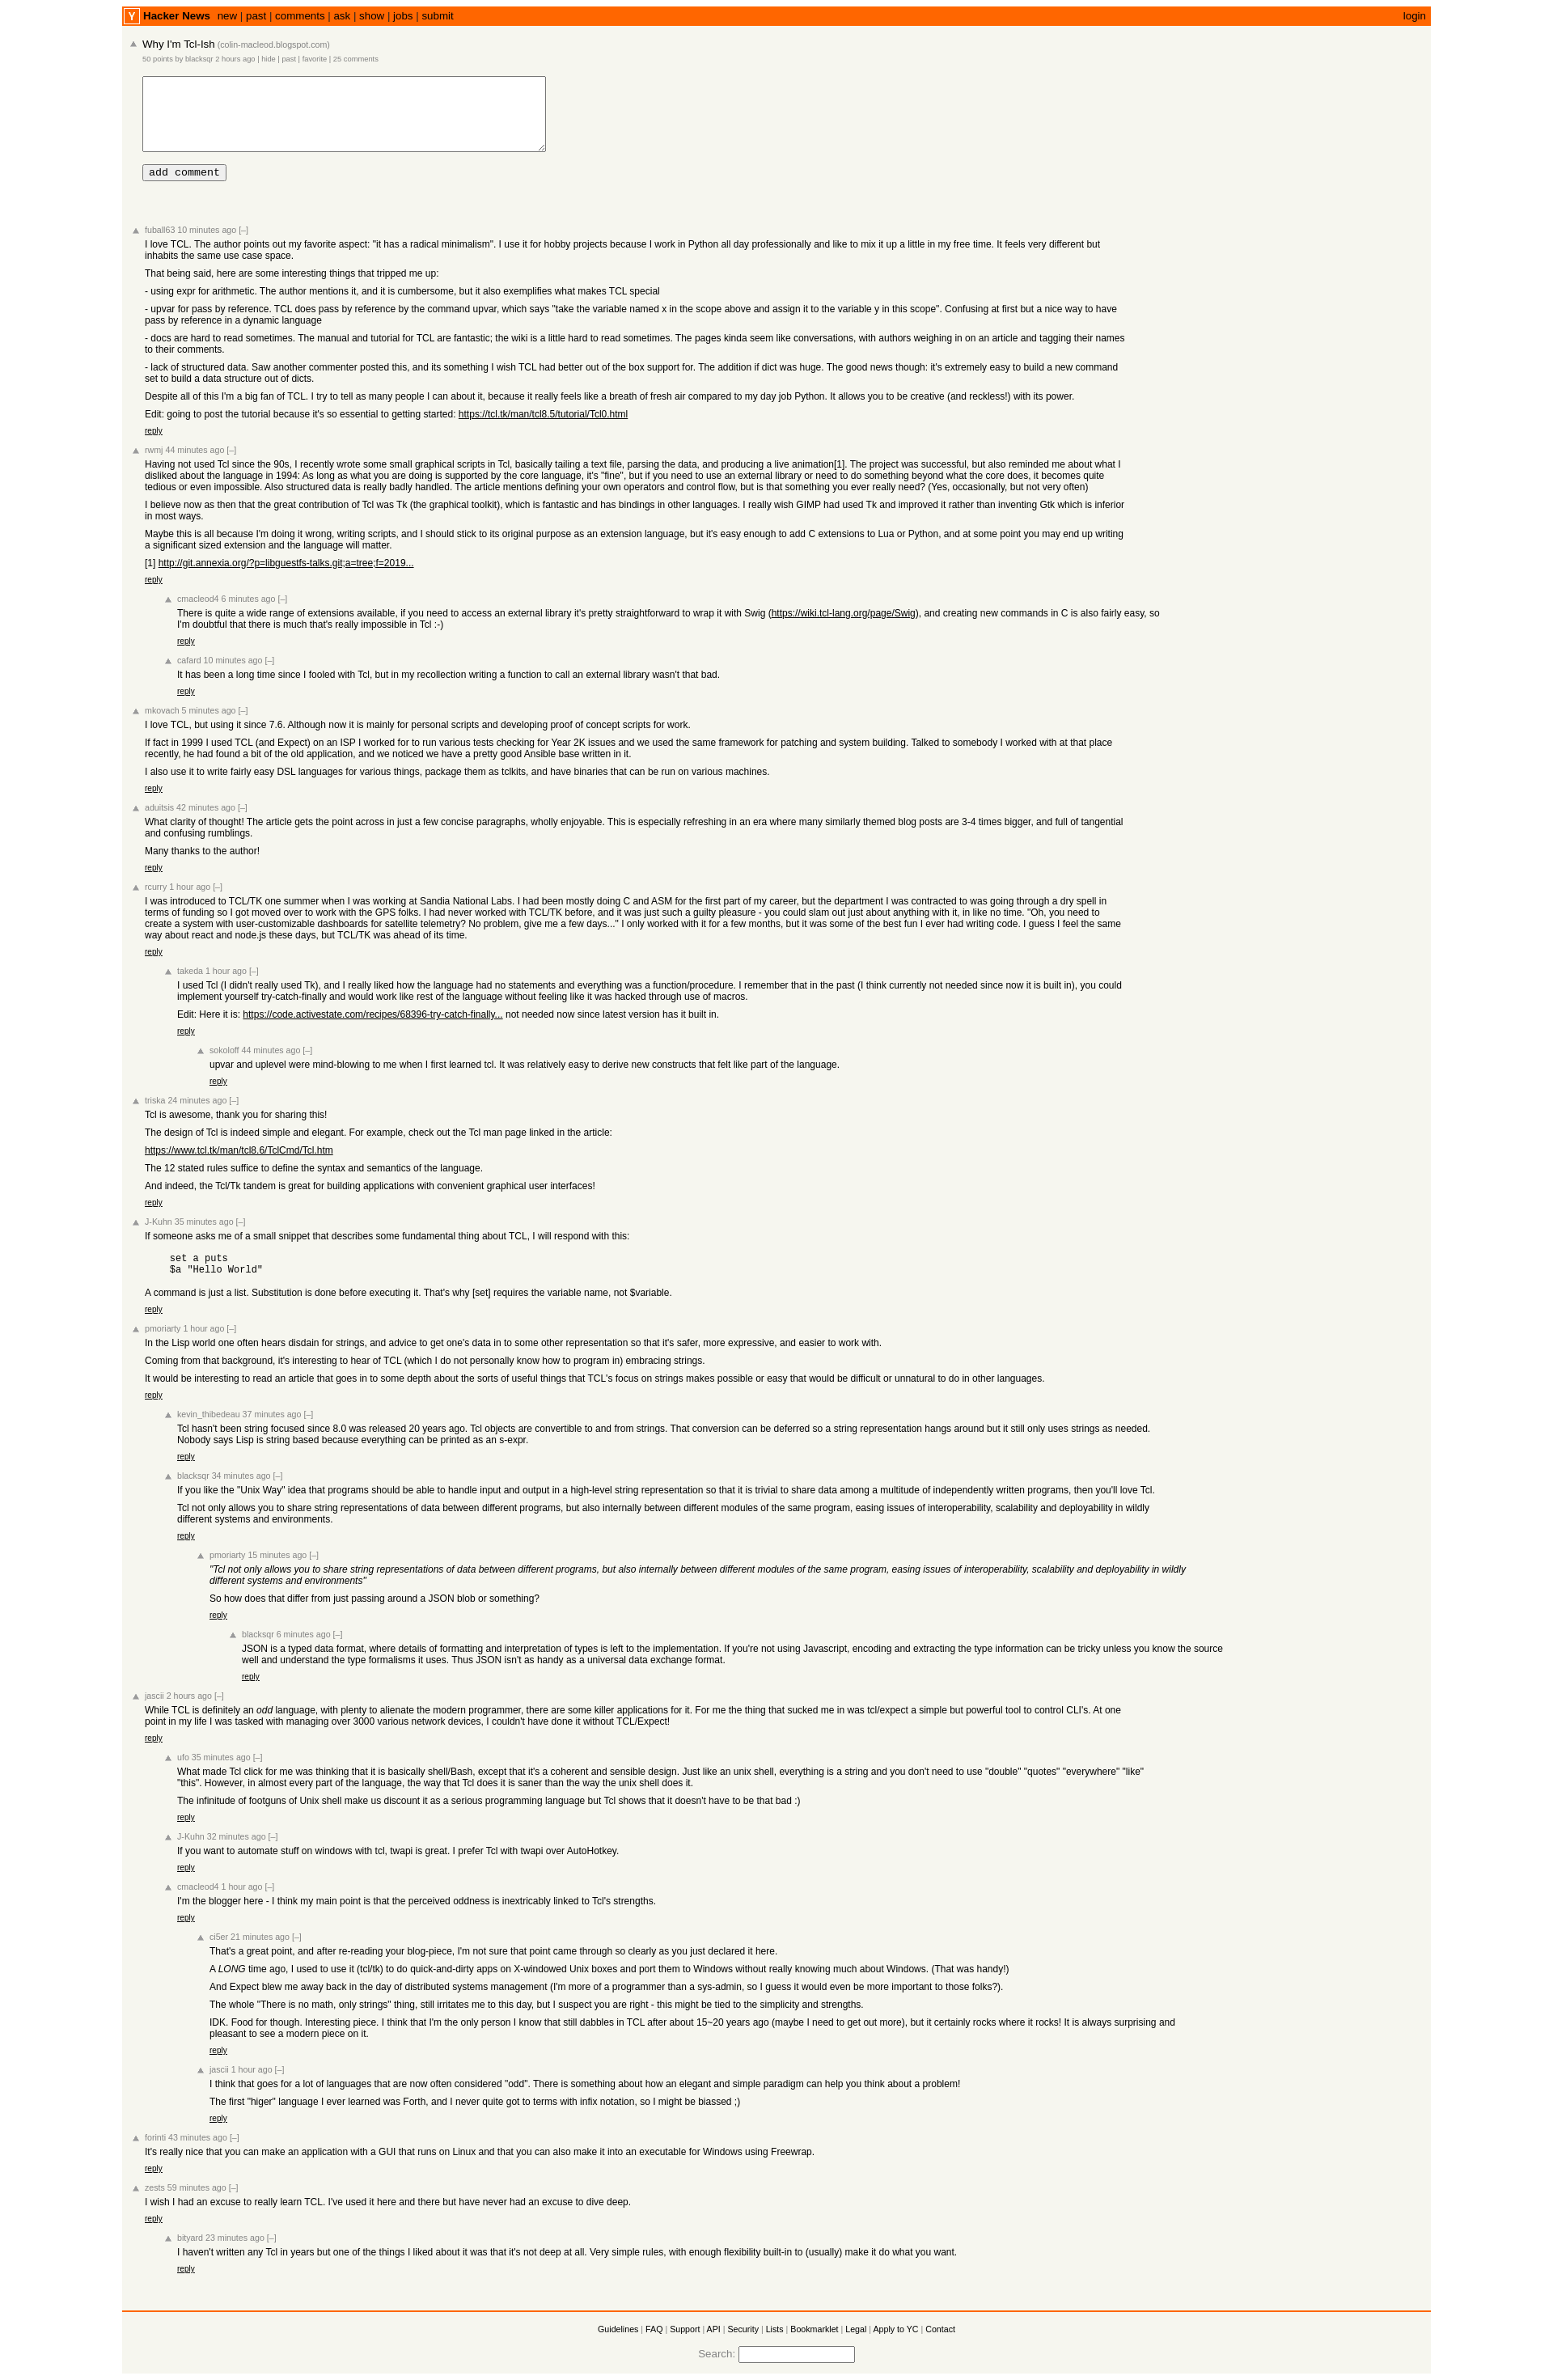 Y Hacker News new | past | comments | ask | show | jobs | submit login
Why I'm Tcl-Ish (colin-macleod.blogspot.com)
50 points by blacksqr 2 hours ago | hide | past | favorite | 25 comments
add comment
fuball63 10 minutes ago [–]
I love TCL. The author points out my favorite aspect: "it has a radical minimalism". I use it for hobby projects because I work in Python all day professionally and like to mix it up a little in my free time. It feels very different but
inhabits the same use case space.
That being said, here are some interesting things that tripped me up:
- using expr for arithmetic. The author mentions it, and it is cumbersome, but it also exemplifies what makes TCL special
- upvar for pass by reference. TCL does pass by reference by the command upvar, which says "take the variable named x in the scope above and assign it to the variable y in this scope". Confusing at first but a nice way to have
pass by reference in a dynamic language
- docs are hard to read sometimes. The manual and tutorial for TCL are fantastic; the wiki is a little hard to read sometimes. The pages kinda seem like conversations, with authors weighing in on an article and tagging their names
to their comments.
- lack of structured data. Saw another commenter posted this, and its something I wish TCL had better out of the box support for. The addition if dict was huge. The good news though: it's extremely easy to build a new command
set to build a data structure out of dicts.
Despite all of this I'm a big fan of TCL. I try to tell as many people I can about it, because it really feels like a breath of fresh air compared to my day job Python. It allows you to be creative (and reckless!) with its power.
Edit: going to post the tutorial because it's so essential to getting started: https://tcl.tk/man/tcl8.5/tutorial/Tcl0.html
reply
rwmj 44 minutes ago [–]
Having not used Tcl since the 90s, I recently wrote some small graphical scripts in Tcl, basically tailing a text file, parsing the data, and producing a live animation[1]. The project was successful, but also reminded me about what I
disliked about the language in 1994: As long as what you are doing is supported by the core language, it's "fine", but if you need to use an external library or need to do something beyond what the core does, it becomes quite
tedious or even impossible. Also structured data is really badly handled. The article mentions defining your own operators and control flow, but is that something you ever really need? (Yes, occasionally, but not very often)
I believe now as then that the great contribution of Tcl was Tk (the graphical toolkit), which is fantastic and has bindings in other languages. I really wish GIMP had used Tk and improved it rather than inventing Gtk which is inferior
in most ways.
Maybe this is all because I'm doing it wrong, writing scripts, and I should stick to its original purpose as an extension language, but it's easy enough to add C extensions to Lua or Python, and at some point you may end up writing
a significant sized extension and the language will matter.
[1] http://git.annexia.org/?p=libguestfs-talks.git;a=tree;f=2019...
reply
cmacleod4 6 minutes ago [–]
There is quite a wide range of extensions available, if you need to access an external library it's pretty straightforward to wrap it with Swig (https://wiki.tcl-lang.org/page/Swig), and creating new commands in C is also fairly easy, so
I'm doubtful that there is much that's really impossible in Tcl :-)
reply
cafard 10 minutes ago [–]
It has been a long time since I fooled with Tcl, but in my recollection writing a function to call an external library wasn't that bad.
reply
mkovach 5 minutes ago [–]
I love TCL, but using it since 7.6. Although now it is mainly for personal scripts and developing proof of concept scripts for work.
If fact in 1999 I used TCL (and Expect) on an ISP I worked for to run various tests checking for Year 2K issues and we used the same framework for patching and system building. Talked to somebody I worked with at that place
recently, he had found a bit of the old application, and we noticed we have a pretty good Ansible base written in it.
I also use it to write fairly easy DSL languages for various things, package them as tclkits, and have binaries that can be run on various machines.
reply
aduitsis 42 minutes ago [–]
What clarity of thought! The article gets the point across in just a few concise paragraphs, wholly enjoyable. This is especially refreshing in an era where many similarly themed blog posts are 3-4 times bigger, and full of tangential
and confusing rumblings.
Many thanks to the author!
reply
rcurry 1 hour ago [–]
I was introduced to TCL/TK one summer when I was working at Sandia National Labs. I had been mostly doing C and ASM for the first part of my career, but the department I was contracted to was going through a dry spell in
terms of funding so I got moved over to work with the GPS folks. I had never worked with TCL/TK before, and it was just such a guilty pleasure - you could slam out just about anything with it, in like no time. "Oh, you need to
create a system with user-customizable dashboards for satellite telemetry? No problem, give me a few days..." I only worked with it for a few months, but it was some of the best fun I ever had writing code. I guess I feel the same
way about react and node.js these days, but TCL/TK was ahead of its time.
reply
takeda 1 hour ago [–]
I used Tcl (I didn't really used Tk), and I really liked how the language had no statements and everything was a function/procedure. I remember that in the past (I think currently not needed since now it is built in), you could
implement yourself try-catch-finally and would work like rest of the language without feeling like it was hacked through use of macros.
Edit: Here it is: https://code.activestate.com/recipes/68396-try-catch-finally... not needed now since latest version has it built in.
reply
sokoloff 44 minutes ago [–]
upvar and uplevel were mind-blowing to me when I first learned tcl. It was relatively easy to derive new constructs that felt like part of the language.
reply
triska 24 minutes ago [–]
Tcl is awesome, thank you for sharing this!
The design of Tcl is indeed simple and elegant. For example, check out the Tcl man page linked in the article:
https://www.tcl.tk/man/tcl8.6/TclCmd/Tcl.htm
The 12 stated rules suffice to define the syntax and semantics of the language.
And indeed, the Tcl/Tk tandem is great for building applications with convenient graphical user interfaces!
reply
J-Kuhn 35 minutes ago [–]
If someone asks me of a small snippet that describes some fundamental thing about TCL, I will respond with this:
set a puts
$a "Hello World"
A command is just a list. Substitution is done before executing it. That's why [set] requires the variable name, not $variable.
reply
pmoriarty 1 hour ago [–]
In the Lisp world one often hears disdain for strings, and advice to get one's data in to some other representation so that it's safer, more expressive, and easier to work with.
Coming from that background, it's interesting to hear of TCL (which I do not personally know how to program in) embracing strings.
It would be interesting to read an article that goes in to some depth about the sorts of useful things that TCL's focus on strings makes possible or easy that would be difficult or unnatural to do in other languages.
reply
kevin_thibedeau 37 minutes ago [–]
Tcl hasn't been string focused since 8.0 was released 20 years ago. Tcl objects are convertible to and from strings. That conversion can be deferred so a string representation hangs around but it still only uses strings as needed.
Nobody says Lisp is string based because everything can be printed as an s-expr.
reply
blacksqr 34 minutes ago [–]
If you like the "Unix Way" idea that programs should be able to handle input and output in a high-level string representation so that it is trivial to share data among a multitude of independently written programs, then you'll love Tcl.
Tcl not only allows you to share string representations of data between different programs, but also internally between different modules of the same program, easing issues of interoperability, scalability and deployability in wildly
different systems and environments.
reply
pmoriarty 15 minutes ago [–]
"Tcl not only allows you to share string representations of data between different programs, but also internally between different modules of the same program, easing issues of interoperability, scalability and deployability in wildly
different systems and environments"
So how does that differ from just passing around a JSON blob or something?
reply
blacksqr 6 minutes ago [–]
JSON is a typed data format, where details of formatting and interpretation of types is left to the implementation. If you're not using Javascript, encoding and extracting the type information can be tricky unless you know the source
well and understand the type formalisms it uses. Thus JSON isn't as handy as a universal data exchange format.
reply
jascii 2 hours ago [–]
While TCL is definitely an odd language, with plenty to alienate the modern programmer, there are some killer applications for it. For me the thing that sucked me in was tcl/expect a simple but powerful tool to control CLI's. At one
point in my life I was tasked with managing over 3000 various network devices, I couldn't have done it without TCL/Expect!
reply
ufo 35 minutes ago [–]
What made Tcl click for me was thinking that it is basically shell/Bash, except that it's a coherent and sensible design. Just like an unix shell, everything is a string and you don't need to use "double" "quotes" "everywhere" "like"
"this". However, in almost every part of the language, the way that Tcl does it is saner than the way the unix shell does it.
The infinitude of footguns of Unix shell make us discount it as a serious programming language but Tcl shows that it doesn't have to be that bad :)
reply
J-Kuhn 32 minutes ago [–]
If you want to automate stuff on windows with tcl, twapi is great. I prefer Tcl with twapi over AutoHotkey.
reply
cmacleod4 1 hour ago [–]
I'm the blogger here - I think my main point is that the perceived oddness is inextricably linked to Tcl's strengths.
reply
ci5er 21 minutes ago [–]
That's a great point, and after re-reading your blog-piece, I'm not sure that point came through so clearly as you just declared it here.
A LONG time ago, I used to use it (tcl/tk) to do quick-and-dirty apps on X-windowed Unix boxes and port them to Windows without really knowing much about Windows. (That was handy!)
And Expect blew me away back in the day of distributed systems management (I'm more of a programmer than a sys-admin, so I guess it would even be more important to those folks?).
The whole "There is no math, only strings" thing, still irritates me to this day, but I suspect you are right - this might be tied to the simplicity and strengths.
IDK. Food for though. Interesting piece. I think that I'm the only person I know that still dabbles in TCL after about 15~20 years ago (maybe I need to get out more), but it certainly rocks where it rocks! It is always surprising and
pleasant to see a modern piece on it.
reply
jascii 1 hour ago [–]
I think that goes for a lot of languages that are now often considered "odd". There is something about how an elegant and simple paradigm can help you think about a problem!
The first "higer" language I ever learned was Forth, and I never quite got to terms with infix notation, so I might be biassed ;)
reply
forinti 43 minutes ago [–]
It's really nice that you can make an application with a GUI that runs on Linux and that you can also make it into an executable for Windows using Freewrap.
reply
zests 59 minutes ago [–]
I wish I had an excuse to really learn TCL. I've used it here and there but have never had an excuse to dive deep.
reply
bityard 23 minutes ago [–]
I haven't written any Tcl in years but one of the things I liked about it was that it's not deep at all. Very simple rules, with enough flexibility built-in to (usually) make it do what you want.
reply
Guidelines | FAQ | Support | API | Security | Lists | Bookmarklet | Legal | Apply to YC | Contact
Search: